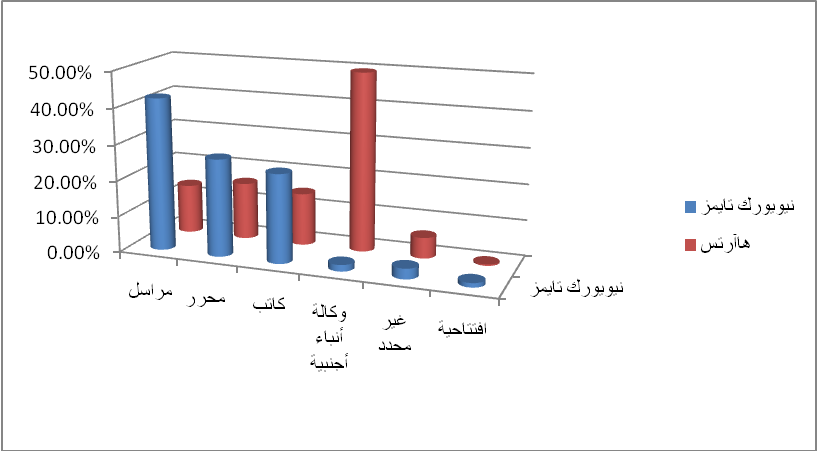 50.00%
40.00%
30.00%
20.00%
10.00%
0.00%
مراسل
محرر
كاتب
وكالة
أنباء
أجنبية
غير
محدد
افتتاحية
نيويورك تايمز
نيويورك تايمز
هاآرتس